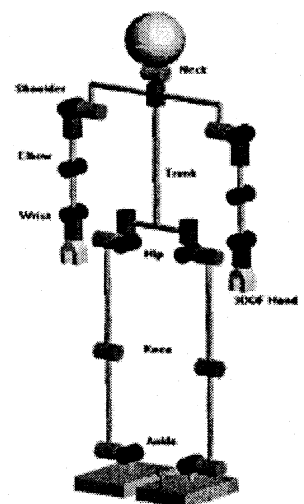 Neck
Shoulder
Elbow
Trunk
Wrist
Hip
3DOF Hand
Knee
Ankle